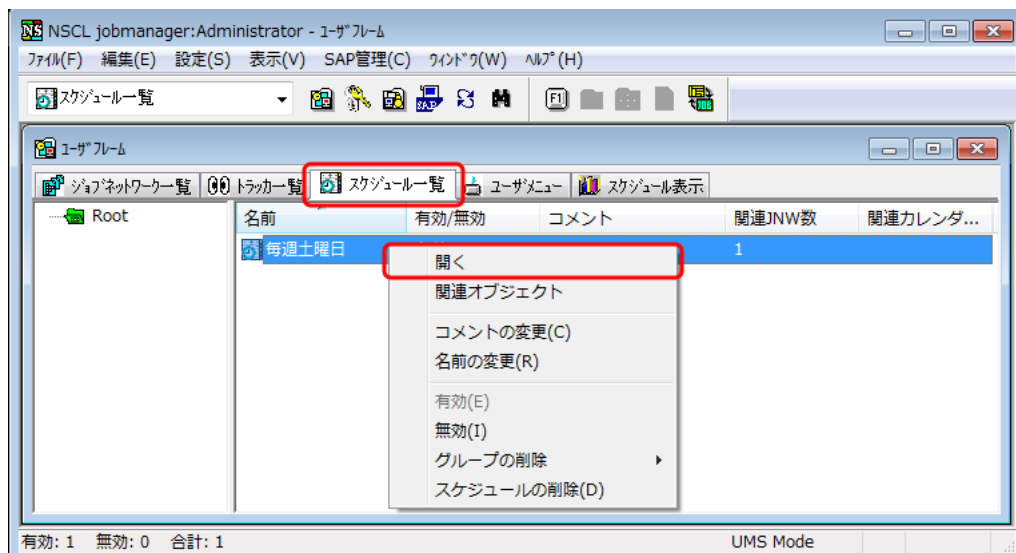 NSCL jobmanager:Administrator - ﾕｰｻﾞﾌﾚｰﾑ
ﾌｧｲﾙ(F) 編集(E) 設定(S) 表示(V) SAP管理(C) ｳｨﾝﾄﾞｳ(W) ﾍﾙﾌﾟ(H)
ｽｹｼﾞｭｰﾙ一覧
SAP
F1
JOB
ﾕｰｻﾞﾌﾚｰﾑ
ｼﾞｮﾌﾞﾈｯﾄﾜｰｸ一覧 ﾄﾗｯｶｰ一覧 ｽｹｼﾞｭｰﾙ一覧 ﾕｰｻﾞﾒﾆｭｰ ｽｹｼﾞｭｰﾙ表示
Root
名前 有効/無効 コメント 関連JNW数 関連カレンダ...
毎週土曜日 1
開く
関連オブジェクト
コメントの変更(C)
名前の変更(R)
有効(E)
無効(I)
グループの削除
スケジュールの削除(D)
有効: 1 無効: 0 合計: 1 UMS Mode